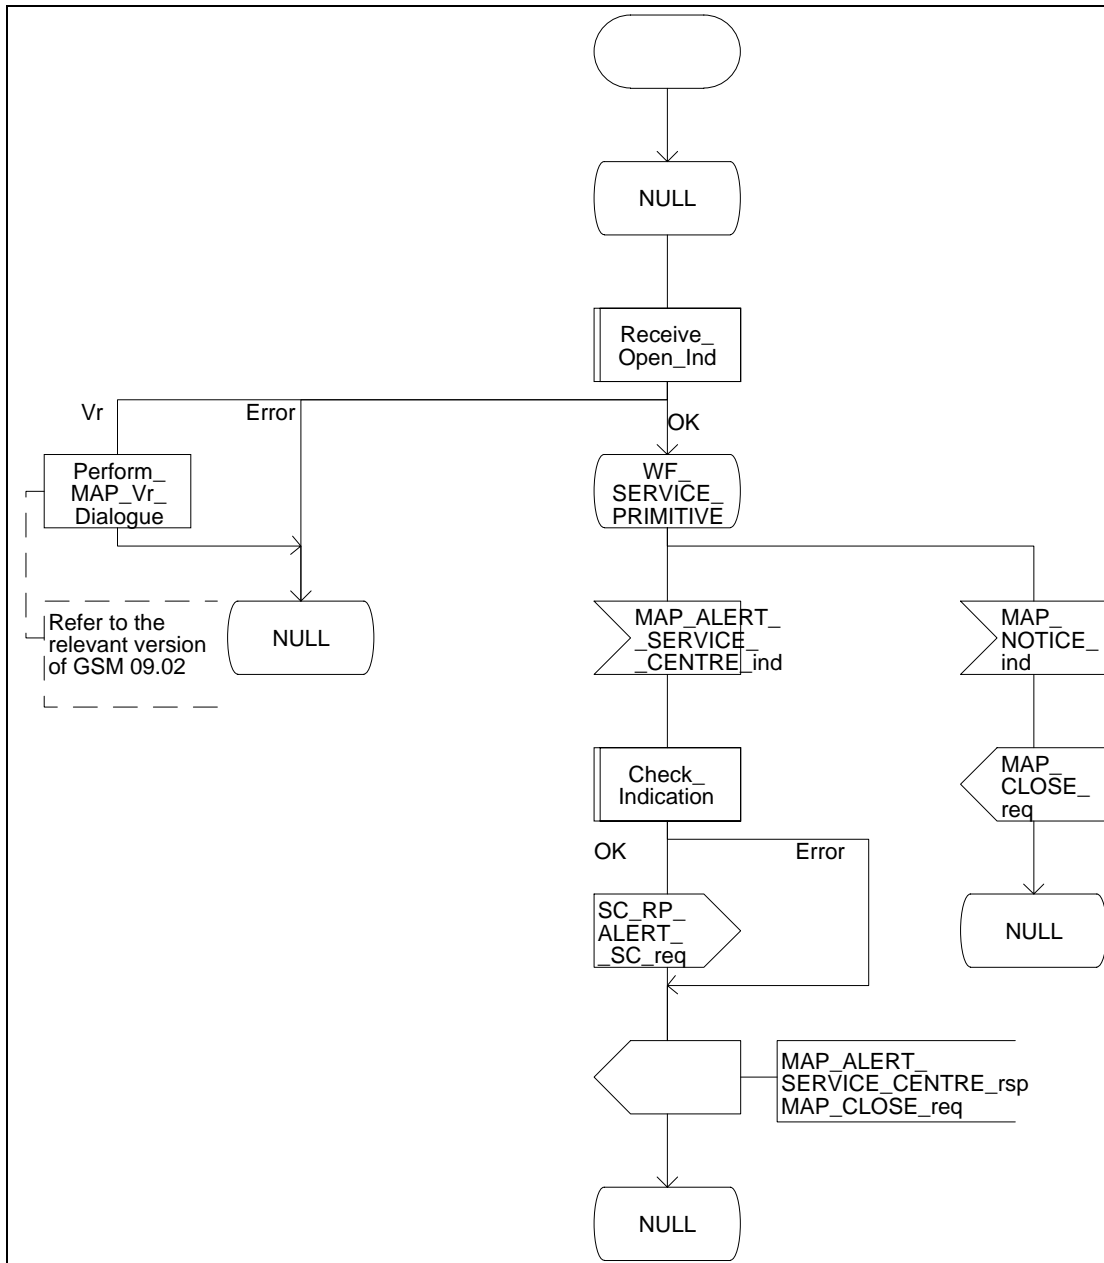 NULL
Receive_
Open_Ind
Vr
Error
OK
Perform_
MAP_Vr_
Dialogue
WF_
SERVICE_
PRIMITIVE
Refer to the
relevant version
of GSM 09.02
NULL
MAP_ALERT_
_SERVICE_
_CENTRE_ind
MAP_
NOTICE_
ind
Check_
Indication
MAP_
CLOSE_
req
OK
Error
SC_RP_
ALERT_
_SC_req
NULL
MAP_ALERT_
SERVICE_CENTRE_rsp
MAP_CLOSE_req
NULL